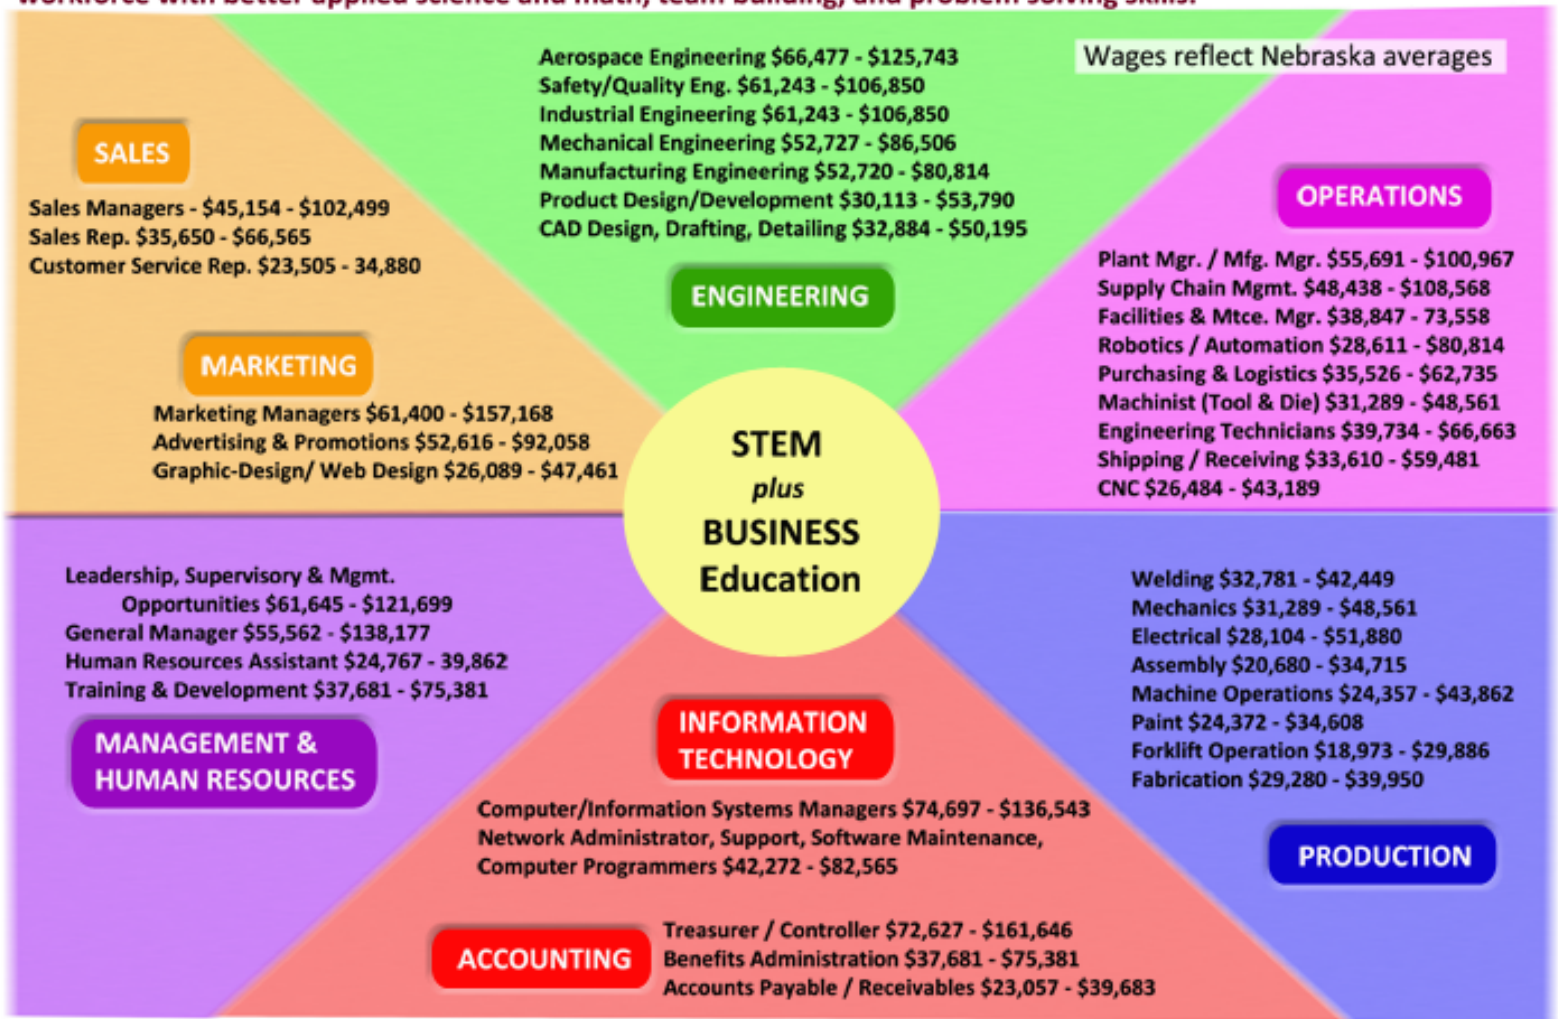 workforce with better applied science and math, team building, and problem solving skills.
Wages reflect Nebraska averages
SALES
Sales Managers - $45,154 - $102,499
Sales Rep. $35,650 - $66,565
Customer Service Rep. $23,505 - 34,880
MARKETING
Marketing Managers $61,400 - $157,168
Advertising & Promotions $52,616 - $92,058
Graphic-Design/ Web Design $26,089 - $47,461
Aerospace Engineering $66,477 - $125,743
Safety/Quality Eng. $61,243 - $106,850
Industrial Engineering $61,243 - $106,850
Mechanical Engineering $52,727 - $86,506
Manufacturing Engineering $52,720 - $80,814
Product Design/Development $30,113 - $53,790
CAD Design, Drafting, Detailing $32,884 - $50,195
ENGINEERING
OPERATIONS
Plant Mgr. / Mfg. Mgr. $55,691 - $100,967
Supply Chain Mgmt. $48,438 - $108,568
Facilities & Mtce. Mgr. $38,847 - 73,558
Robotics / Automation $28,611 - $80,814
Purchasing & Logistics $35,526 - $62,735
Machinist (Tool & Die) $31,289 - $48,561
Engineering Technicians $39,734 - $66,663
Shipping / Receiving $33,610 - $59,481
CNC $26,484 - $43,189
STEM
plus
BUSINESS
Education
Leadership, Supervisory & Mgmt.
Opportunities $61,645 - $121,699
General Manager $55,562 - $138,177
Human Resources Assistant $24,767 - 39,862
Training & Development $37,681 - $75,381
MANAGEMENT &
HUMAN RESOURCES
INFORMATION
TECHNOLOGY
Computer/Information Systems Managers $74,697 - $136,543
Network Administrator, Support, Software Maintenance,
Computer Programmers $42,272 - $82,565
ACCOUNTING
Treasurer / Controller $72,627 - $161,646
Benefits Administration $37,681 - $75,381
Accounts Payable / Receivables $23,057 - $39,683
Welding $32,781 - $42,449
Mechanics $31,289 - $48,561
Electrical $28,104 - $51,880
Assembly $20,680 - $34,715
Machine Operations $24,357 - $43,862
Paint $24,372 - $34,608
Forklift Operation $18,973 - $29,886
Fabrication $29,280 - $39,950
PRODUCTION